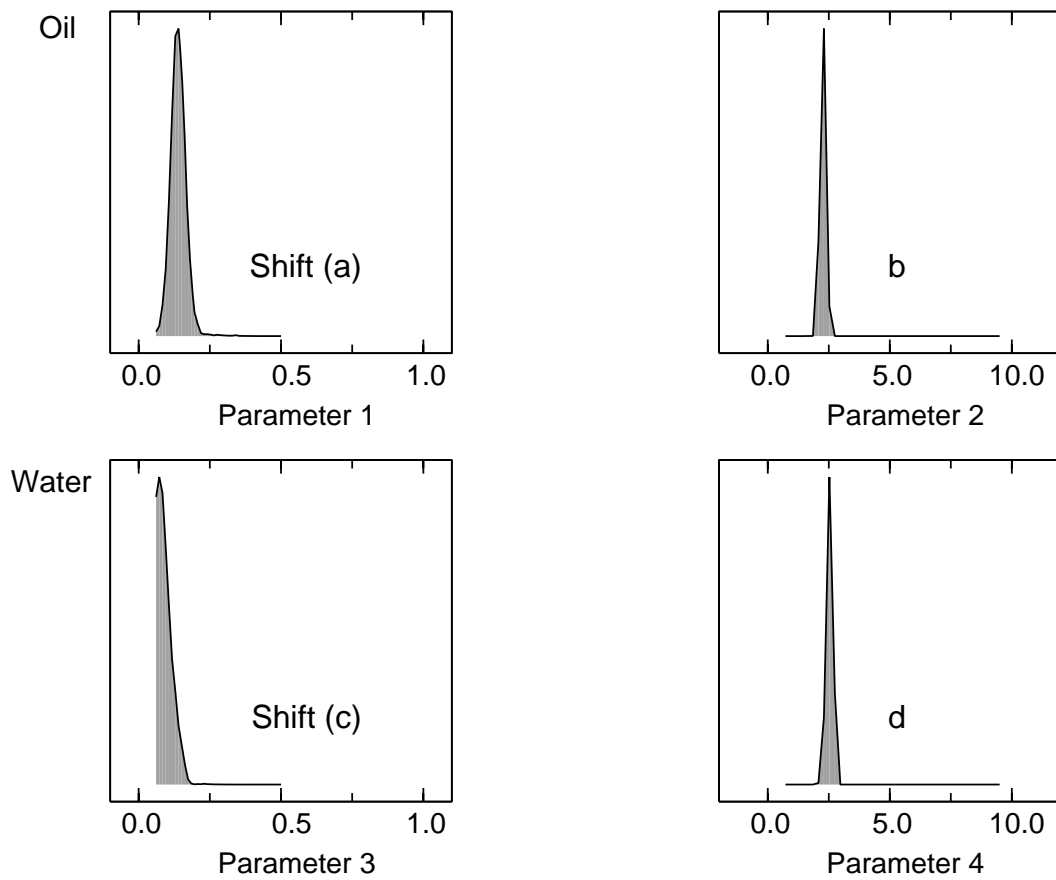 Oil
Shift (a)
b
0.0 0.5 1.0
0.0 5.0 10.0
Parameter 1
Parameter 2
Water
Shift (c)
d
0.0 0.5 1.0
0.0 5.0 10.0
Parameter 3
Parameter 4